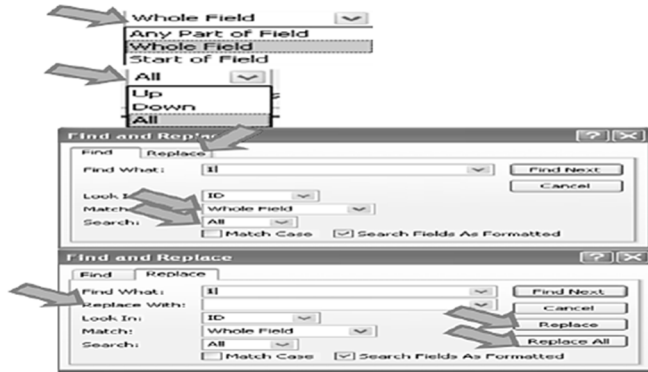 Whole Field
Any Part of Field
Whole Field
Start of Field
All
Up
Down
All
Find and Replace
Find Replace
Find What: 1 Find Next
Cancel
Look I ID
Match Whole Field
Search: All
Match Case Search Fields As Formatted
Find and Replace
Find Replace
Find What: 1 Find Next
Replace With: Cancel
Look In: ID Replace
Match: Whole Field
Search: All Replace All
Match Case Search Fields As Formatted